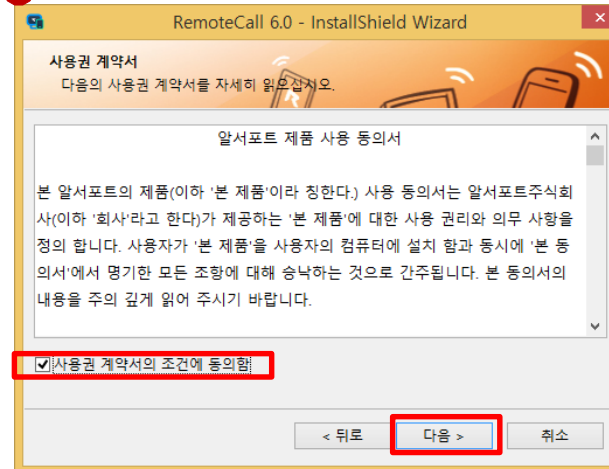 RemoteCall 6.0 - InstallShield Wizard
사용권 계약서
다음의 사용권 계약서를 자세히 읽으십시오.
알서포트 제품 사용 동의서
본 알서포트의 제품(이하 '본 제품'이라 칭한다.) 사용 동의서는 알서포트주식회
사(이하 '회사'라고 한다)가 제공하는 '본 제품'에 대한 사용 권리와 의무 사항을
정의 합니다. 사용자가 '본 제품'을 사용자의 컴퓨터에 설치 함과 동시에 '본 동
의서'에서 명기한 모든 조항에 대해 승낙하는 것으로 간주됩니다. 본 동의서의
내용을 주의 깊게 읽어 주시기 바랍니다.
사용권 계약서의 조건에 동의함
< 뒤로 다음 > 취소